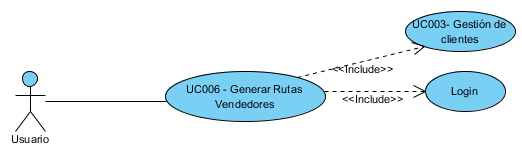 UC003- Gestión de
clientes
<<Include>>
UC006 - Generar Rutas
Vendedores
Login
<<Include>>
Usuario